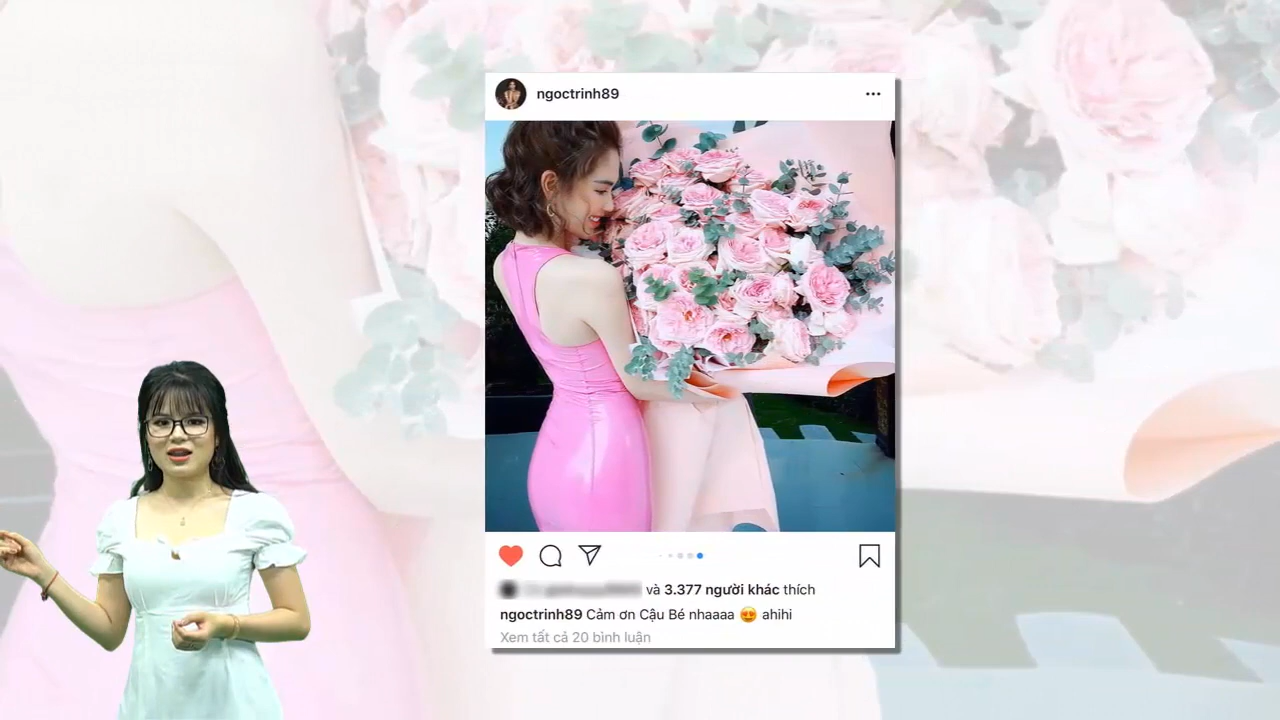 ngoctrinh89
và 3.377 người khác thích
ngoctrinh89 Cảm ơn Cậu Bé nhaaaa 😍 ahihi
Xem tất cả 20 bình luận